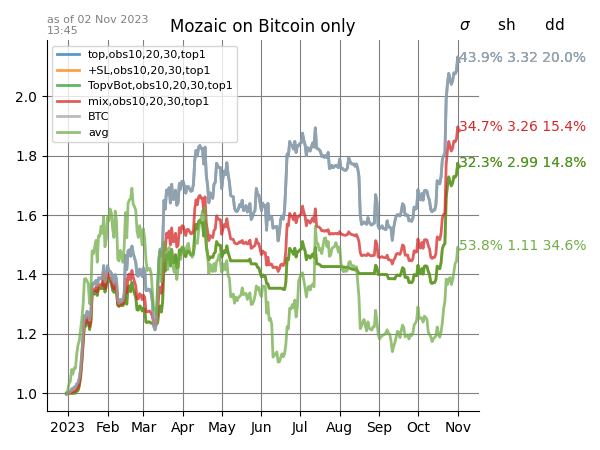 as of 02 Nov 2023
13:45
Mozaic on Bitcoin only
σ sh dd
top,obs10,20,30,top1
+SL,obs10,20,30,top1
TopvBot,obs10,20,30,top1
mix,obs10,20,30,top1
BTC
avg
43.9% 3.32 20.0%
34.7% 3.26 15.4%
32.3% 2.99 14.8%
53.8% 1.11 34.6%
2.0
1.8
1.6
1.4
1.2
1.0
2023 Feb Mar Apr May Jun Jul Aug Sep Oct Nov